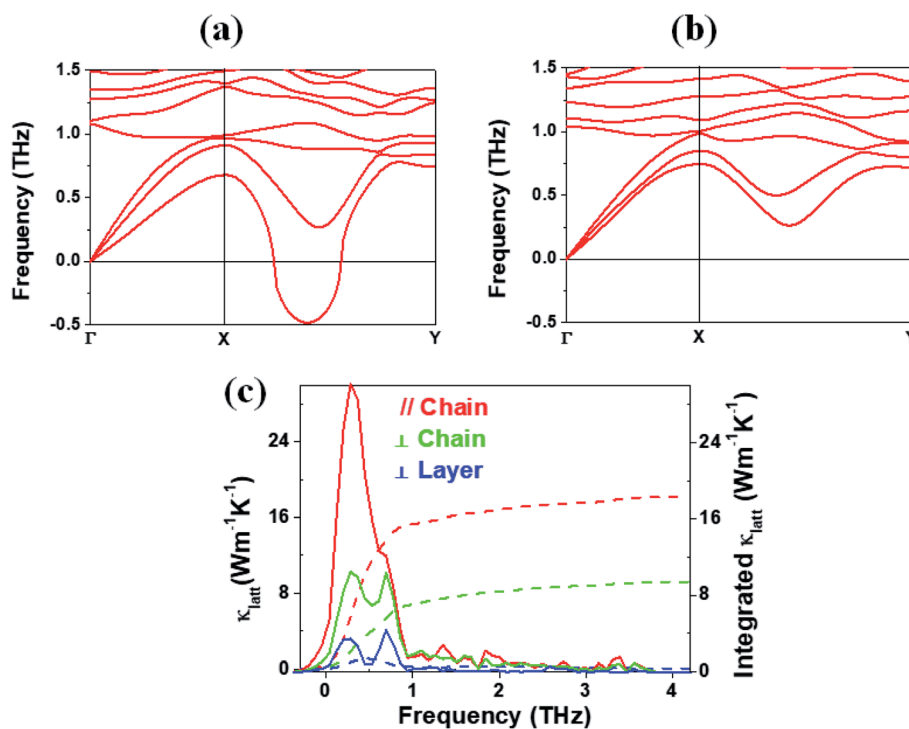 (a)
(b)
1.5
1.0
0.5
0.0
-0.5
Frequency (THz)
Γ
X
Y
1.5
1.0
0.5
0.0
-0.5
Frequency (THz)
Γ
X
Y
(c)
// Chain
⊥ Chain
⊥ Layer
24
16
8
0
κlatt(Wm⁻¹K⁻¹)
24
16
8
0
Integrated κlatt (Wm⁻¹K⁻¹)
0
1
2
3
4
Frequency (THz)